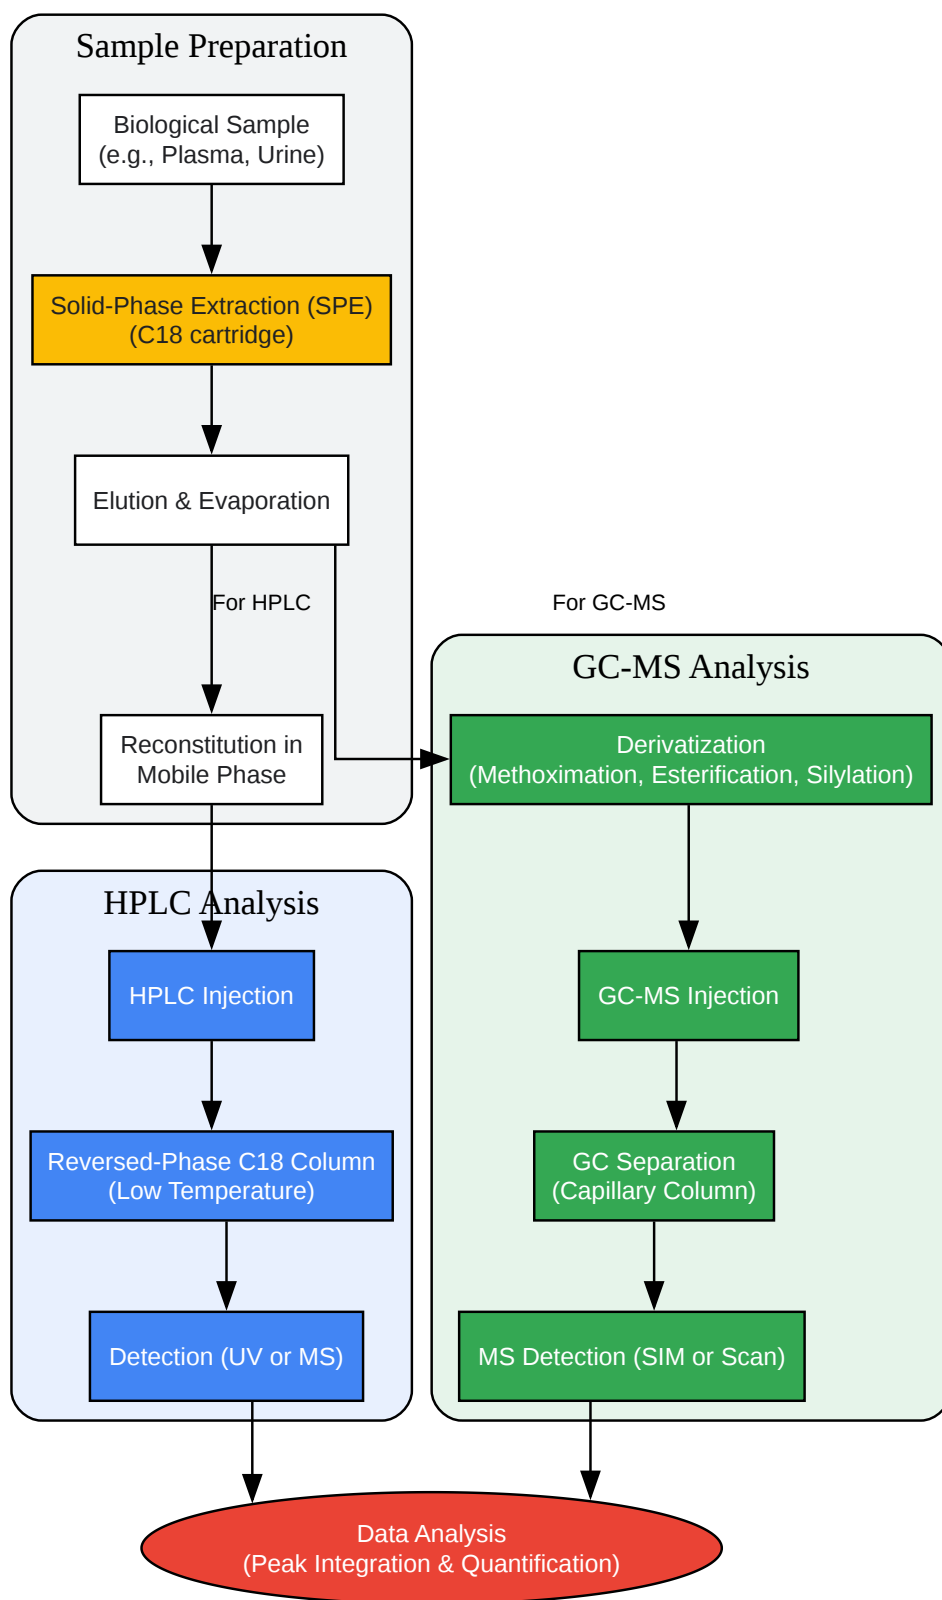 Sample Preparation
Biological Sample
(e.g., Plasma, Urine)
Solid-Phase Extraction (SPE)
(C18 cartridge)
Elution & Evaporation
For HPLC
For GC-MS
Reconstitution in
Mobile Phase
GC-MS Analysis
Derivatization
(Methoximation, Esterification, Silylation)
HPLC Analysis
HPLC Injection
GC-MS Injection
Reversed-Phase C18 Column
(Low Temperature)
GC Separation
(Capillary Column)
Detection (UV or MS)
MS Detection (SIM or Scan)
Data Analysis
(Peak Integration & Quantification)